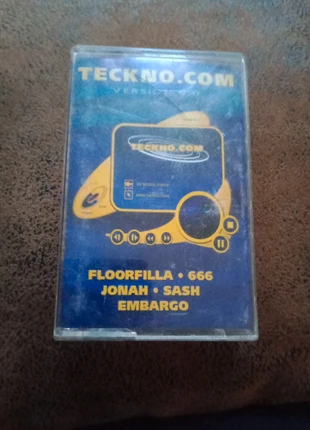 TECKNO.COM
TECKNO.COM
FLOORFILLA • 666
JONAH • SASH
EMBARGO